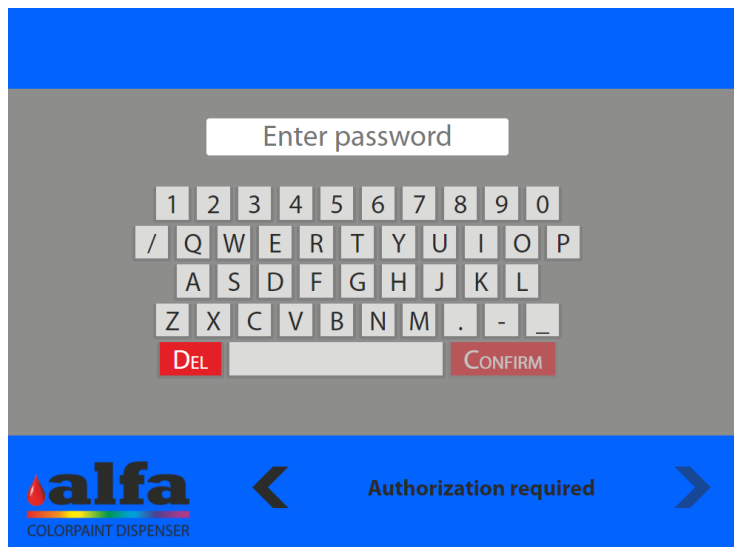 Enter password
1 2 3 4 5 6 7 8 9 0
/ Q W E R T Y U I O P
A S D F G H J K L
Z X C V B N M . - _
DEL CONFIRM
alfa
COLORPAINT DISPENSER
Authorization required